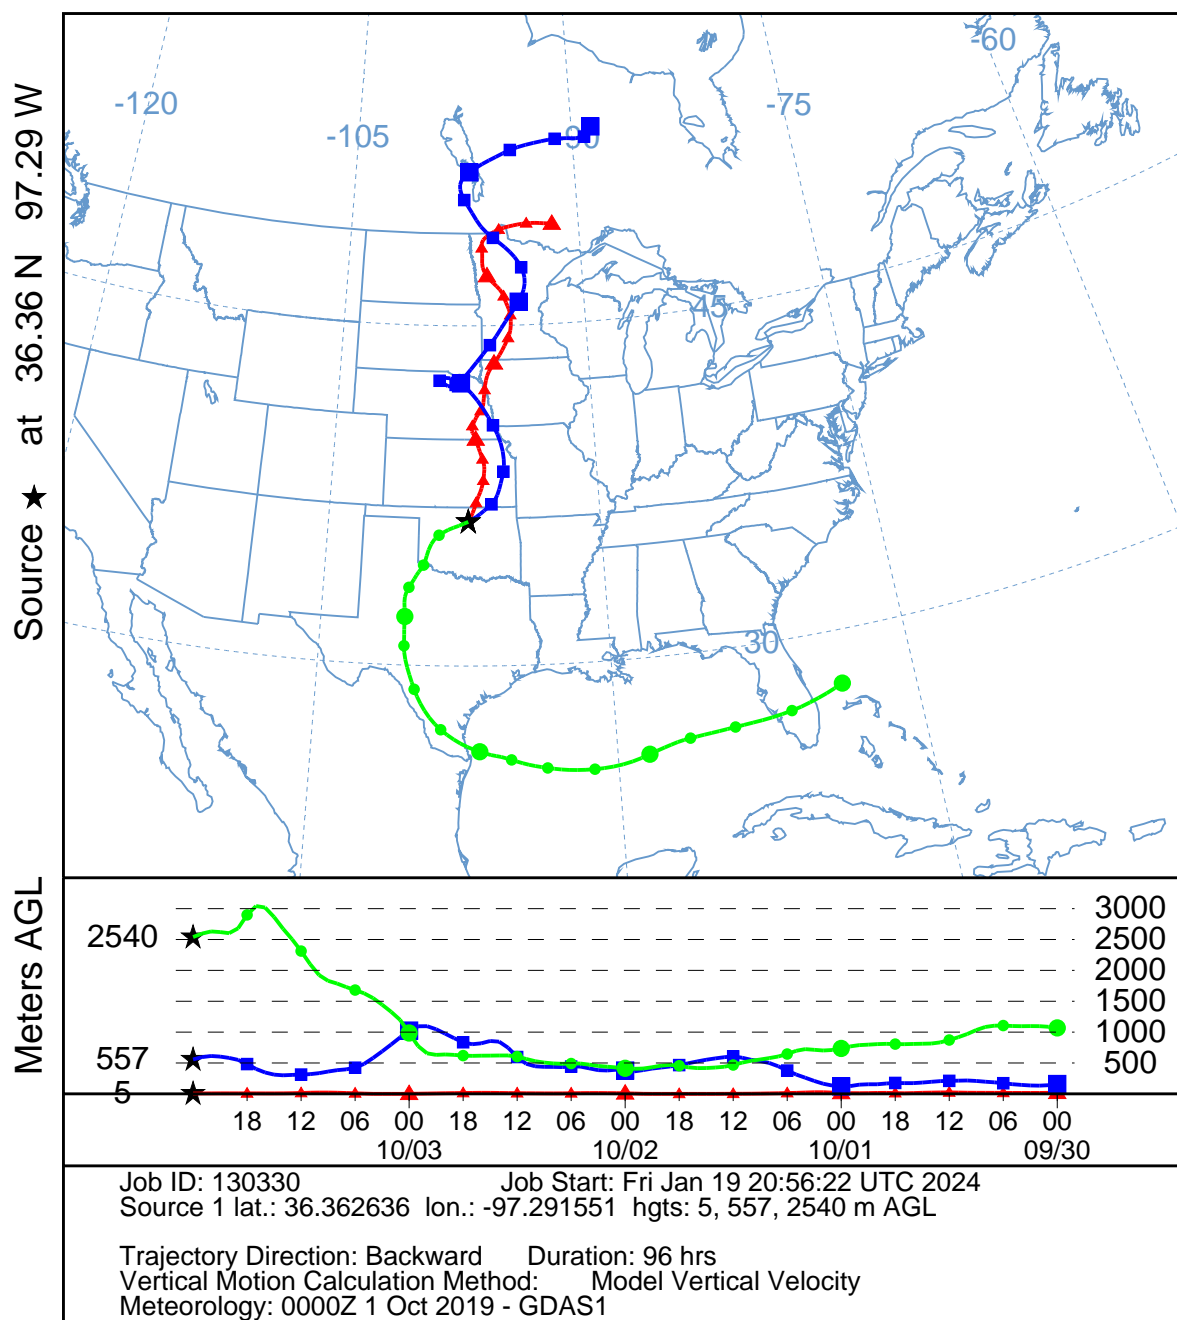 -60
-120
-75
-105
90
45
30
Source ★ at 36.36 N 97.29 W
Meters AGL
3000
2540
2500
2000
1500
1000
557
500
5
18 12 06 00 18 12 06 00 18 12 06 00 18 12 06 00
10/03 10/02 10/01 09/30
Job ID: 130330 Job Start: Fri Jan 19 20:56:22 UTC 2024
Source 1 lat.: 36.362636 lon.: -97.291551 hgts: 5, 557, 2540 m AGL
Trajectory Direction: Backward Duration: 96 hrs
Vertical Motion Calculation Method: Model Vertical Velocity
Meteorology: 0000Z 1 Oct 2019 - GDAS1